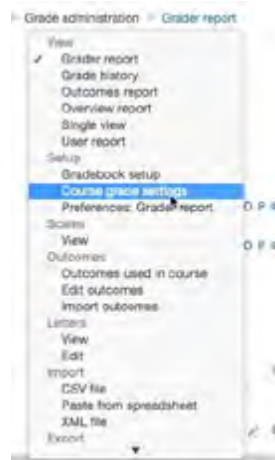 Grade administration Grader report
View
✓ Grader report
Grade history
Outcomes report
Overview report
Single view
User report
Setup
Gradebook setup
Course grade settings
Preferences: Grader report
Scales
View
Outcomes
Outcomes used in course
Edit outcomes
Import outcomes
Letters
View
Edit
Import
CSV file
Paste from spreadsheet
XML file
Export